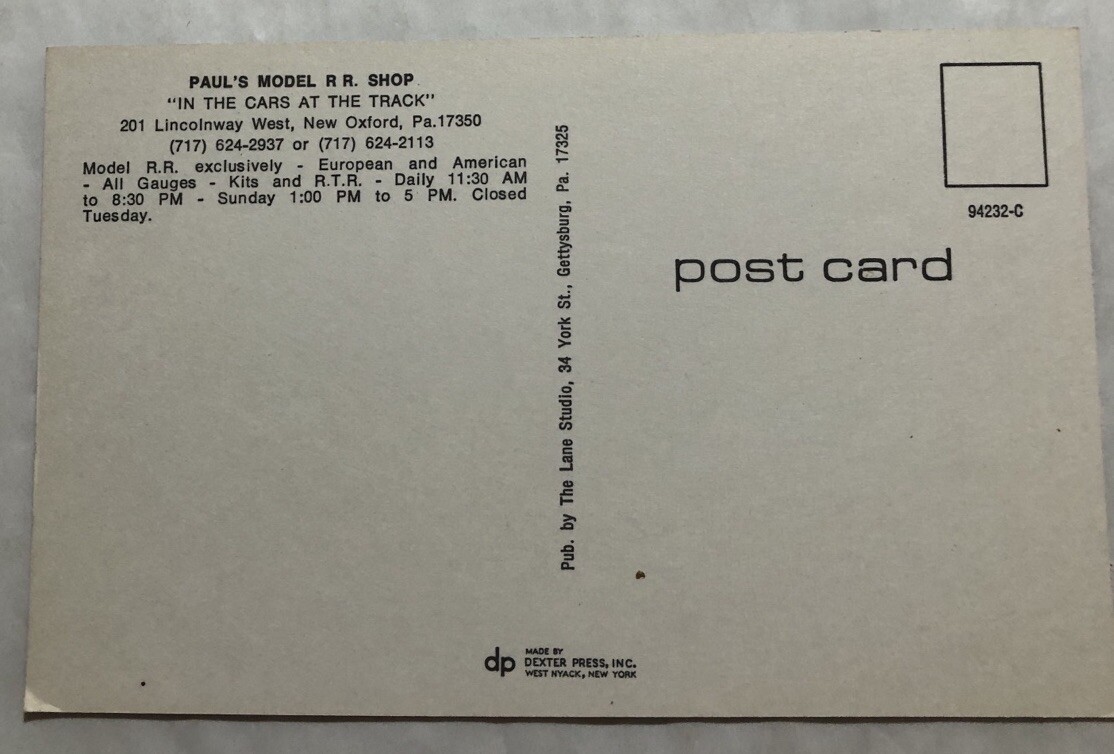 PAUL'S MODEL R R. SHOP
"IN THE CARS AT THE TRACK"
201 Lincolnway West, New Oxford, Pa.17350
(717) 624-2937 or (717) 624-2113
Model R.R. exclusively - European and American
- All Gauges - Kits and R.T.R. - Daily 11:30 AM
to 8:30 PM - Sunday 1:00 PM to 5 PM. Closed
Tuesday.
Pub. by The Lane Studio, 34 York St., Gettysburg, Pa. 17325
94232-C
post card
dp
MADE BY
DEXTER PRESS, INC.
WEST NYACK, NEW YORK